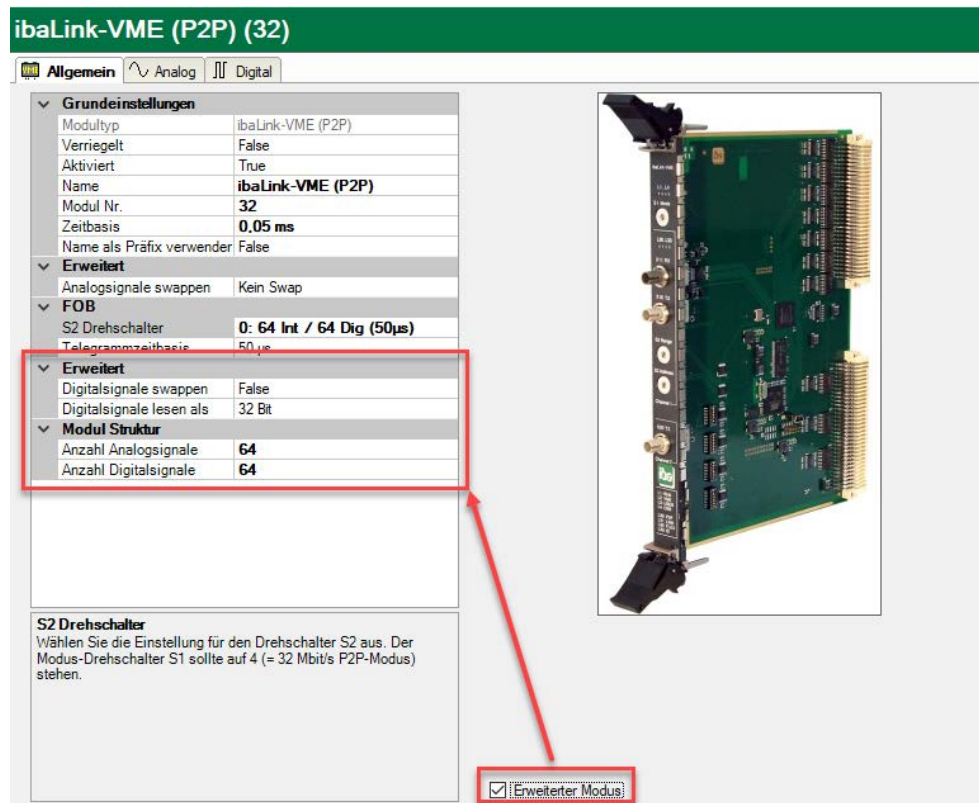 ibaLink-VME (P2P) (32)
Allgemein Analog Digital
Grundeinstellungen
Modultyp ibaLink-VME (P2P)
Verriegelt False
Aktiviert True
Name ibaLink-VME (P2P)
Modul Nr. 32
Zeitbasis 0,05 ms
Name als Präfix verwender False
Erweitert
Analogsignale swappen Kein Swap
FOB
S2 Drehschalter 0: 64 Int / 64 Dig (50µs)
Telegrammzeitbasis 50 µs
Erweitert
Digitalsignale swappen False
Digitalsignale lesen als 32 Bit
Modul Struktur
Anzahl Analogsignale 64
Anzahl Digitalsignale 64
S2 Drehschalter
Wählen Sie die Einstellung für den Drehschalter S2 aus. Der
Modus-Drehschalter S1 sollte auf 4 (= 32 Mbit/s P2P-Modus)
stehen.
Erweiterter Modus
ibaLink-VME
iba